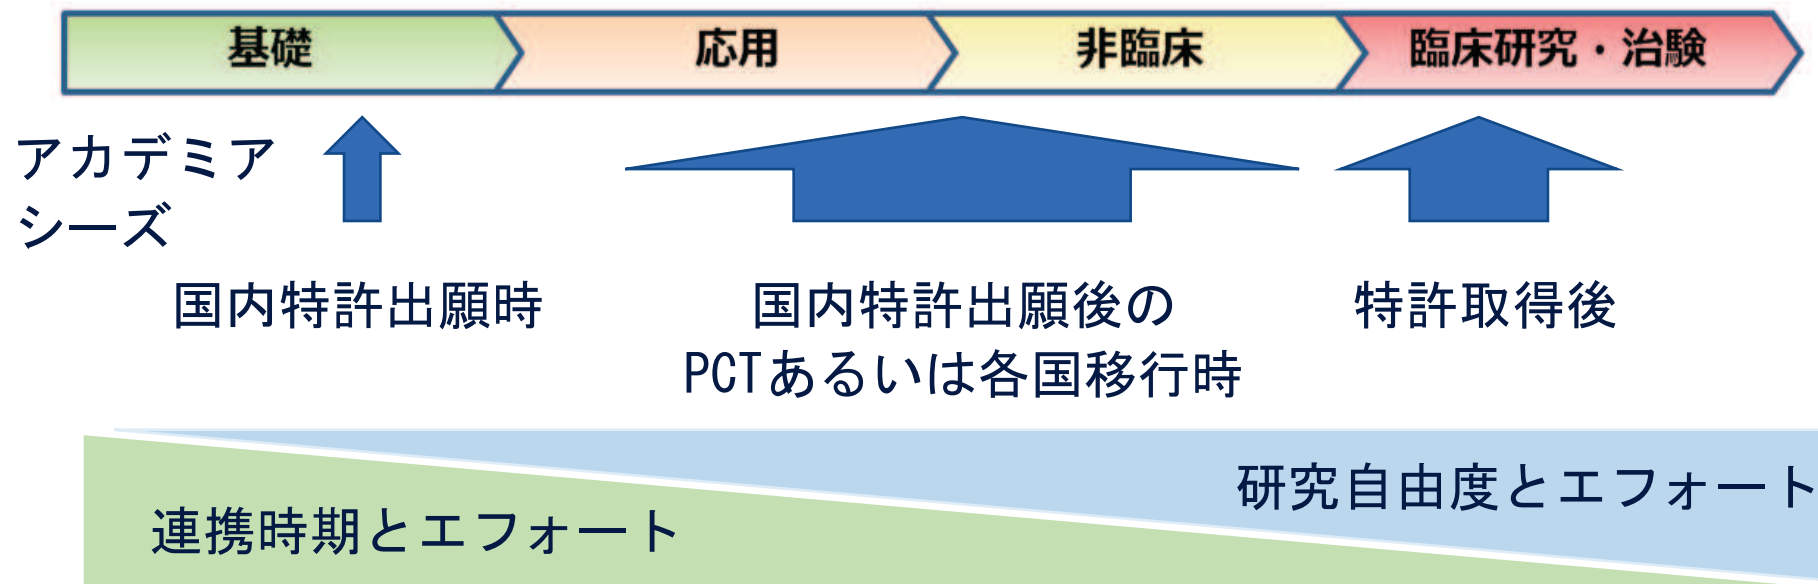 基礎
応用
非臨床
臨床研究・治験
アカデミア
シーズ
国内特許出願時
国内特許出願後の
PCTあるいは各国移行時
特許取得後
研究自由度とエフォート
連携時期とエフォート